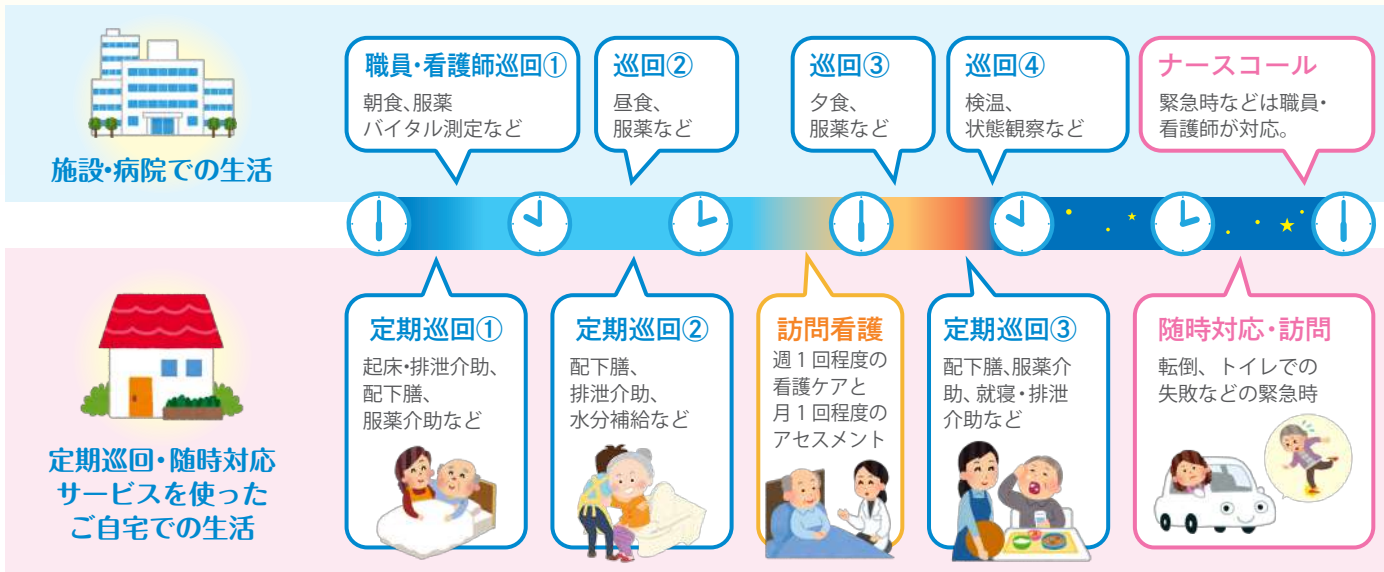 施設・病院での生活
職員・看護師巡回①
朝食、服薬
バイタル測定など
巡回②
昼食、
服薬など
巡回③
夕食、
服薬など
巡回④
検温、
状態観察など
ナースコール
緊急時などは職員・
看護師が対応。
定期巡回・随時対応
サービスを使った
ご自宅での生活
定期巡回①
起床・排泄介助、
配下膳、
服薬介助など
定期巡回②
配下膳、
排泄介助、
水分補給など
訪問看護
週1回程度の
看護ケアと
月1回程度の
アセスメント
定期巡回③
配下膳、服薬介
助、就寝・排泄
介助など
随時対応・訪問
転倒、トイレでの
失敗などの緊急時